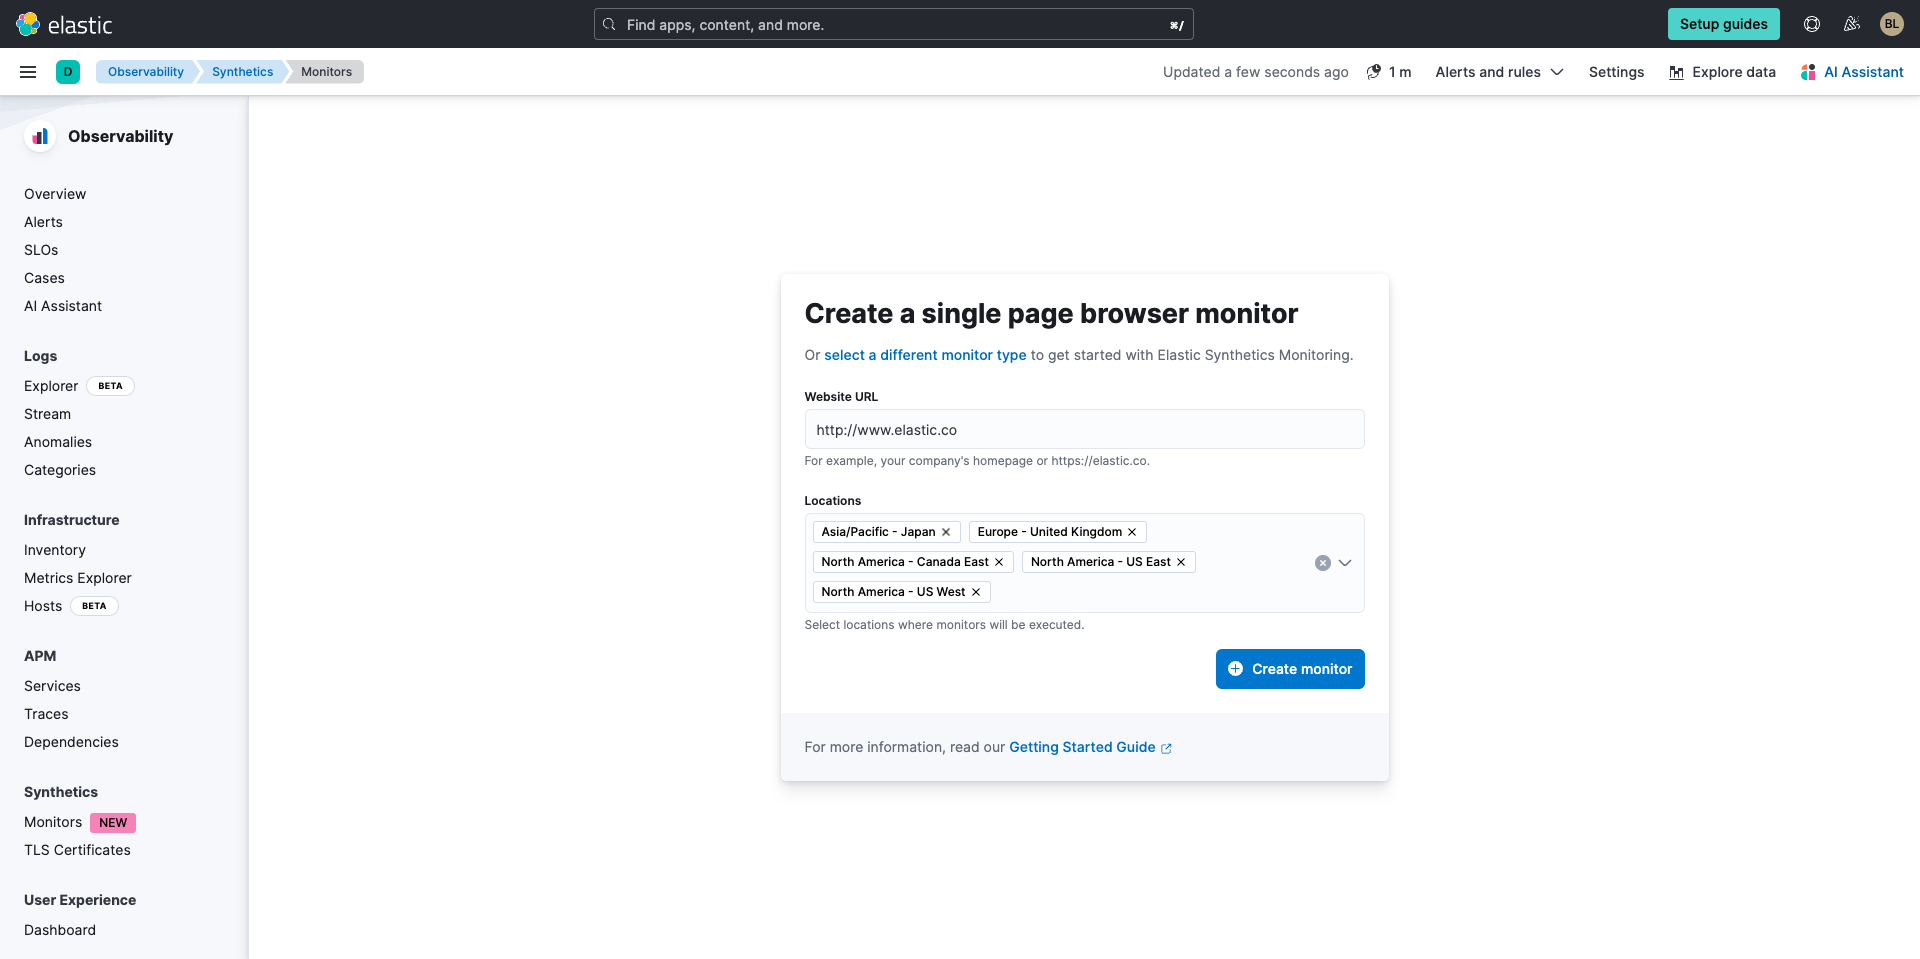 elastic
Find apps, content, and more.
⌘/
Setup guides
BL
D
Observability
Synthetics
Monitors
Updated a few seconds ago
1 m
Alerts and rules
Settings
Explore data
AI Assistant
Observability
Overview
Alerts
SLOs
Cases
AI Assistant
Logs
Explorer BETA
Stream
Anomalies
Categories
Infrastructure
Inventory
Metrics Explorer
Hosts BETA
APM
Services
Traces
Dependencies
Synthetics
Monitors NEW
TLS Certificates
User Experience
Dashboard
Create a single page browser monitor
Or select a different monitor type to get started with Elastic Synthetics Monitoring.
Website URL
http://www.elastic.co
For example, your company's homepage or https://elastic.co.
Locations
Asia/Pacific - Japan Europe - United Kingdom
North America - Canada East North America - US East
North America - US West
Select locations where monitors will be executed.
Create monitor
For more information, read our Getting Started Guide